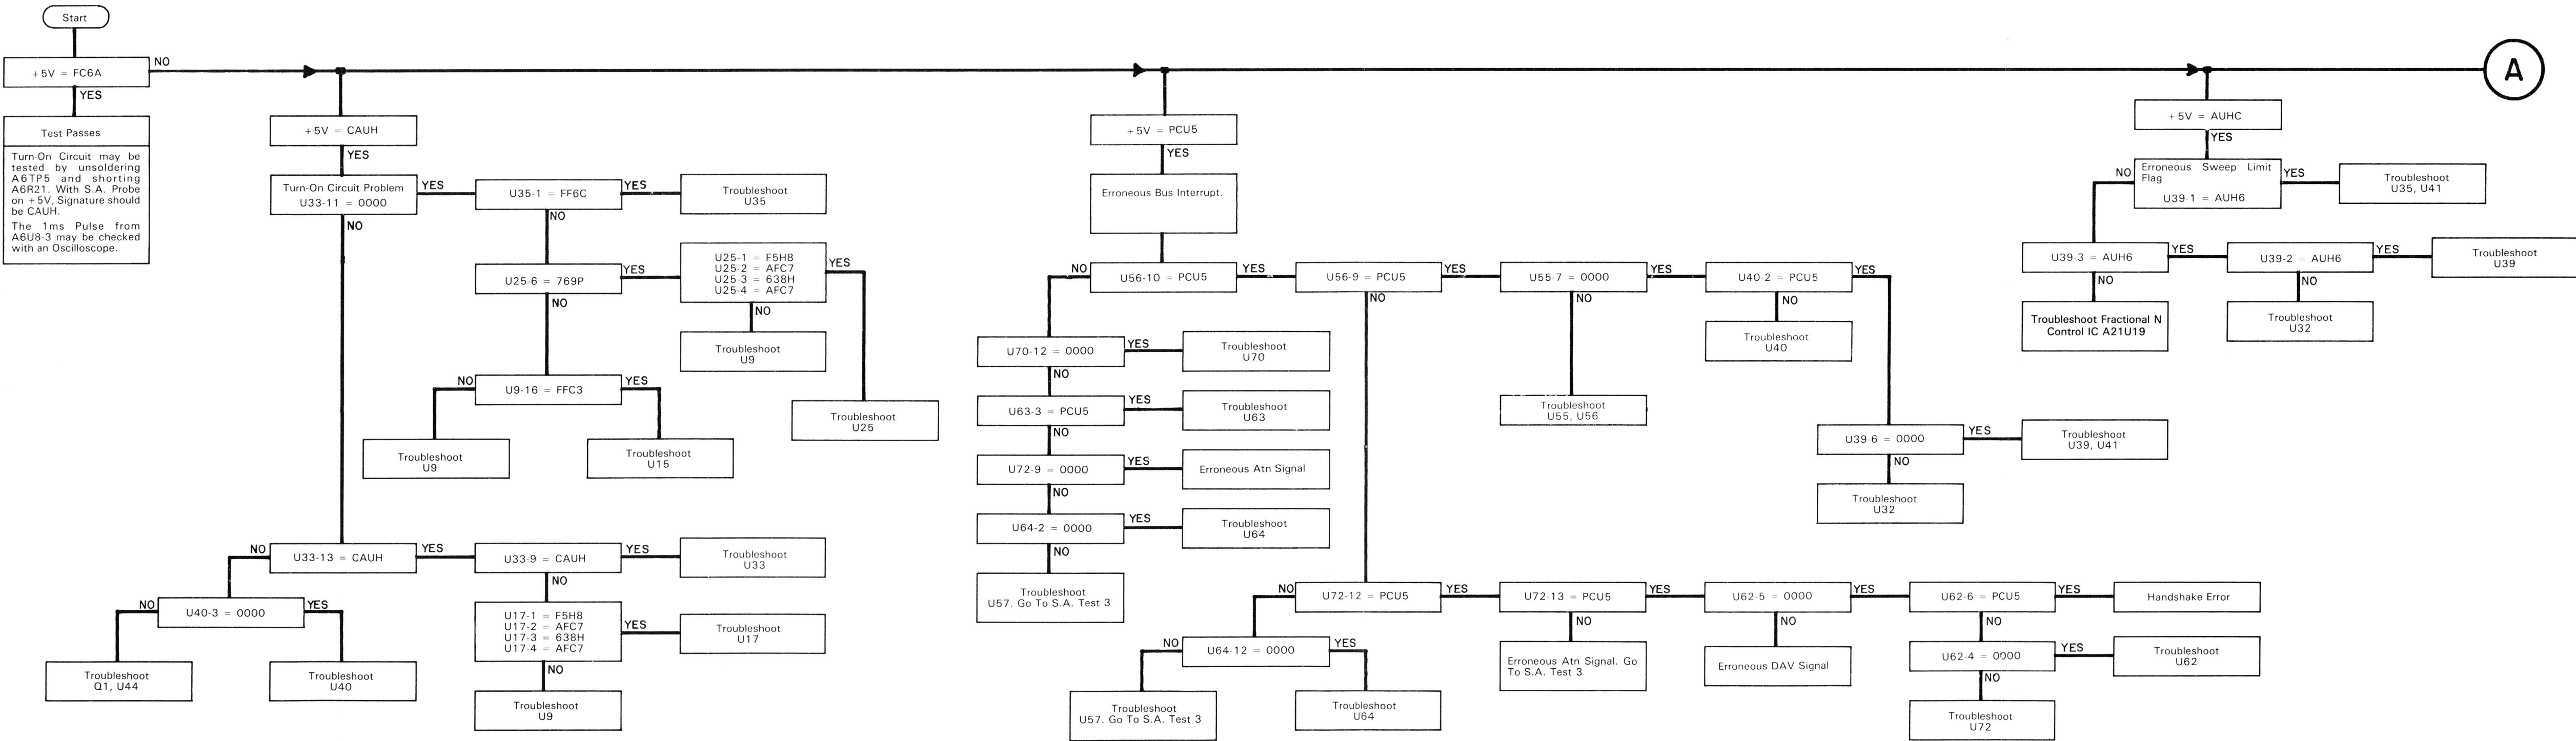 Start
+5V = FC6A
NO
YES
Test Passes
Turn-On Circuit may be
tested by unsoldering
A6TP5 and shorting
A6R21. With S.A. Probe
on +5V, Signature should
be CAUH.
The 1ms Pulse from
A6U8-3 may be checked
with an Oscilloscope.
+5V = CAUH
YES
Turn-On Circuit Problem
U33-11 = 0000
YES
NO
U35-1 = FF6C
YES
NO
Troubleshoot
U35
U25-6 = 769P
YES
NO
U25-1 = F5H8
U25-2 = AFC7
U25-3 = 638H
U25-4 = AFC7
YES
NO
Troubleshoot
U9
Troubleshoot
U25
U9-16 = FFC3
NO
YES
Troubleshoot
U9
Troubleshoot
U15
U33-13 = CAUH
NO
YES
U33-9 = CAUH
YES
NO
Troubleshoot
U33
U40-3 = 0000
NO
YES
Troubleshoot
Q1, U44
Troubleshoot
U40
U17-1 = F5H8
U17-2 = AFC7
U17-3 = 638H
U17-4 = AFC7
YES
NO
Troubleshoot
U17
Troubleshoot
U9
+5V = PCU5
YES
Erroneous Bus Interrupt.
U56-10 = PCU5
NO
YES
U56-9 = PCU5
YES
NO
U55-7 = 0000
YES
NO
U40-2 = PCU5
YES
NO
Troubleshoot
U40
Troubleshoot
U55, U56
U39-6 = 0000
YES
NO
Troubleshoot
U39, U41
Troubleshoot
U32
U70-12 = 0000
YES
NO
Troubleshoot
U70
U63-3 = PCU5
YES
NO
Troubleshoot
U63
U72-9 = 0000
YES
NO
Erroneous Atn Signal
U64-2 = 0000
YES
NO
Troubleshoot
U64
Troubleshoot
U57. Go To S.A. Test 3
U72-12 = PCU5
NO
YES
U72-13 = PCU5
YES
NO
U62-5 = 0000
YES
NO
U62-6 = PCU5
YES
NO
Handshake Error
U64-12 = 0000
NO
YES
Troubleshoot
U57. Go To S.A. Test 3
Troubleshoot
U64
Erroneous Atn Signal. Go
To S.A. Test 3
Erroneous DAV Signal
U62-4 = 0000
YES
NO
Troubleshoot
U62
Troubleshoot
U72
+5V = AUHC
YES
Erroneous Sweep Limit
Flag
U39-1 = AUH6
NO
YES
Troubleshoot
U35, U41
U39-3 = AUH6
YES
NO
U39-2 = AUH6
YES
NO
Troubleshoot
U39
Troubleshoot Fractional N
Control IC A21U19
Troubleshoot
U32
A